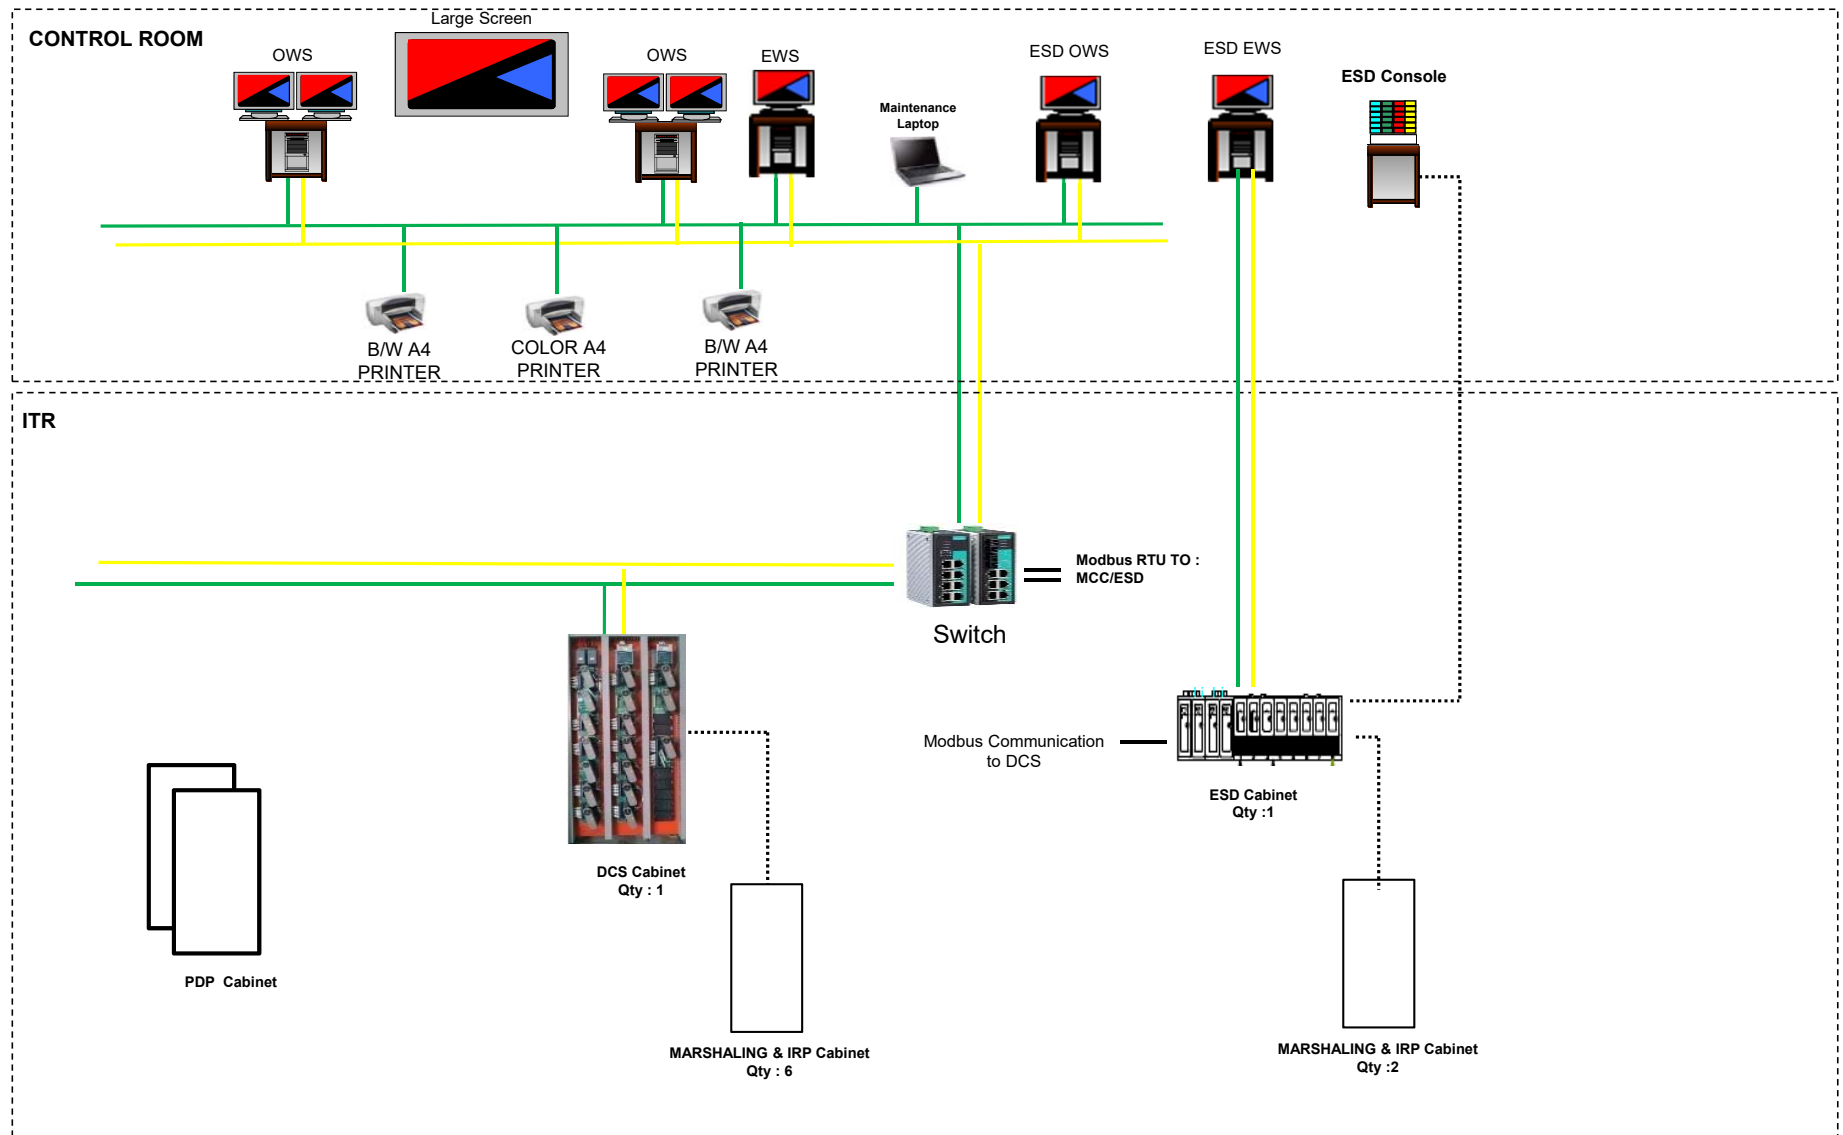 Large Screen
CONTROL ROOM
OWS
OWS
EWS
ESD OWS
ESD EWS
ESD Console
Maintenance
Laptop
B/W A4
PRINTER
COLOR A4
PRINTER
B/W A4
PRINTER
ITR
Modbus RTU TO :
MCC/ESD
Switch
Modbus Communication
to DCS
ESD Cabinet
Qty :1
DCS Cabinet
Qty : 1
PDP  Cabinet
MARSHALING & IRP Cabinet
Qty : 6
MARSHALING & IRP Cabinet
Qty :2